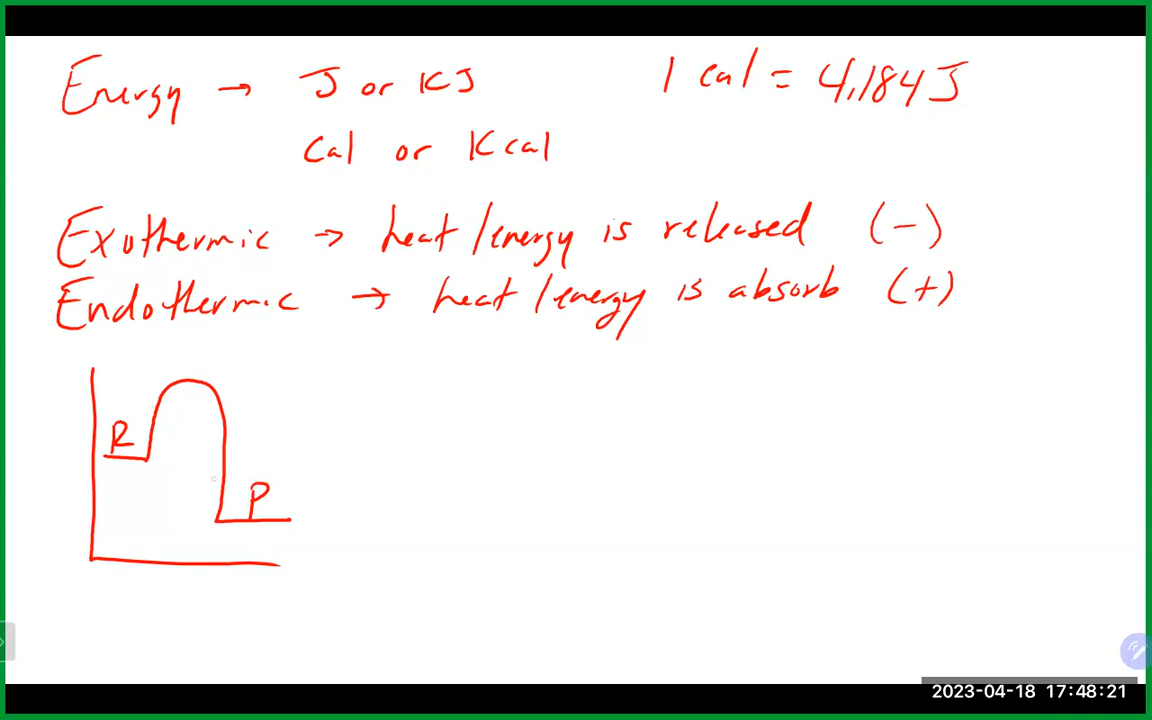 Energy → J or KJ 1 cal = 4.184J
Cal or Kcal
Exothermic → heat/energy is released (-)
Endothermic → heat/energy is absorb (+)
R
P
2023-04-18 17:48:21